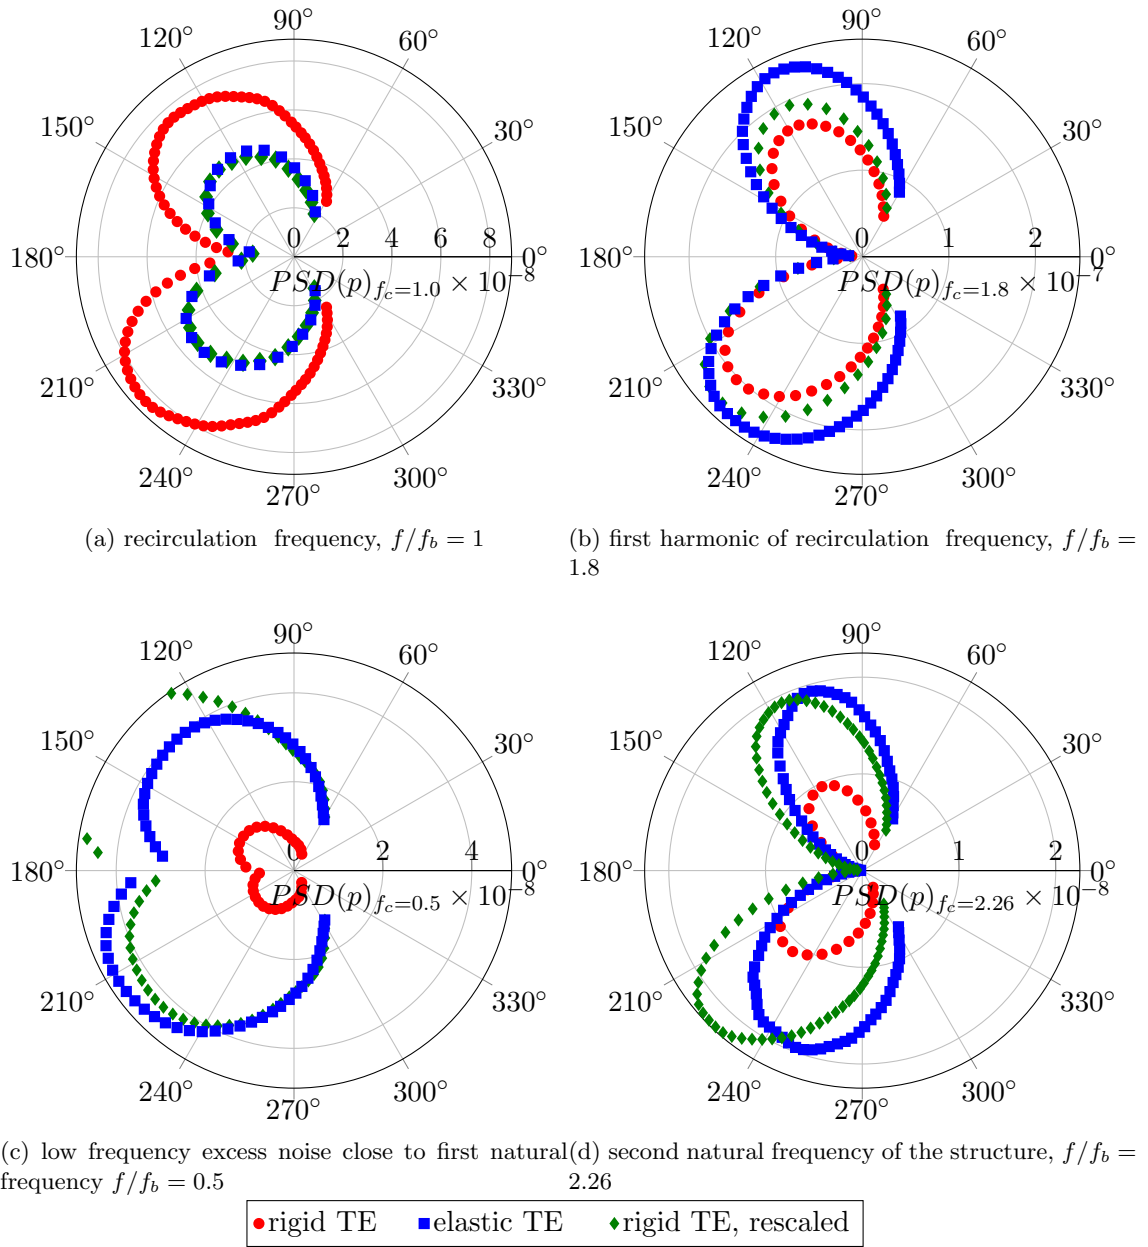 90°
120° 60°
150° 30°
180° 0 2 4 6 8 0°
PSD(p)_{f_c=1.0} × 10^{-8}
210° 330°
240° 300°
270°
(a) recirculation frequency, f/f_b = 1
90°
120° 60°
150° 30°
180° 0 1 2 0°
PSD(p)_{f_c=1.8} × 10^{-7}
210° 330°
240° 300°
270°
(b) first harmonic of recirculation frequency, f/f_b =
1.8
90°
120° 60°
150° 30°
180° 0 2 4 0°
PSD(p)_{f_c=0.5} × 10^{-8}
210° 330°
240° 300°
270°
(c) low frequency excess noise close to first natural
frequency f/f_b = 0.5
90°
120° 60°
150° 30°
180° 0 1 2 0°
PSD(p)_{f_c=2.26} × 10^{-8}
210° 330°
240° 300°
270°
(d) second natural frequency of the structure, f/f_b =
2.26
rigid TE elastic TE rigid TE, rescaled